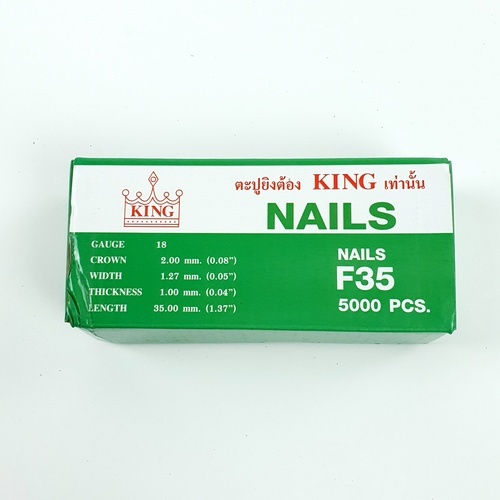 KING
ตะปูยิงต้อง KING เท่านั้น
NAILS
GAUGE 18
CROWN 2.00 mm. (0.08")
WIDTH 1.27 mm. (0.05")
THICKNESS 1.00 mm. (0.04")
LENGTH 35.00 mm. (1.37")
NAILS
F35
5000 PCS.